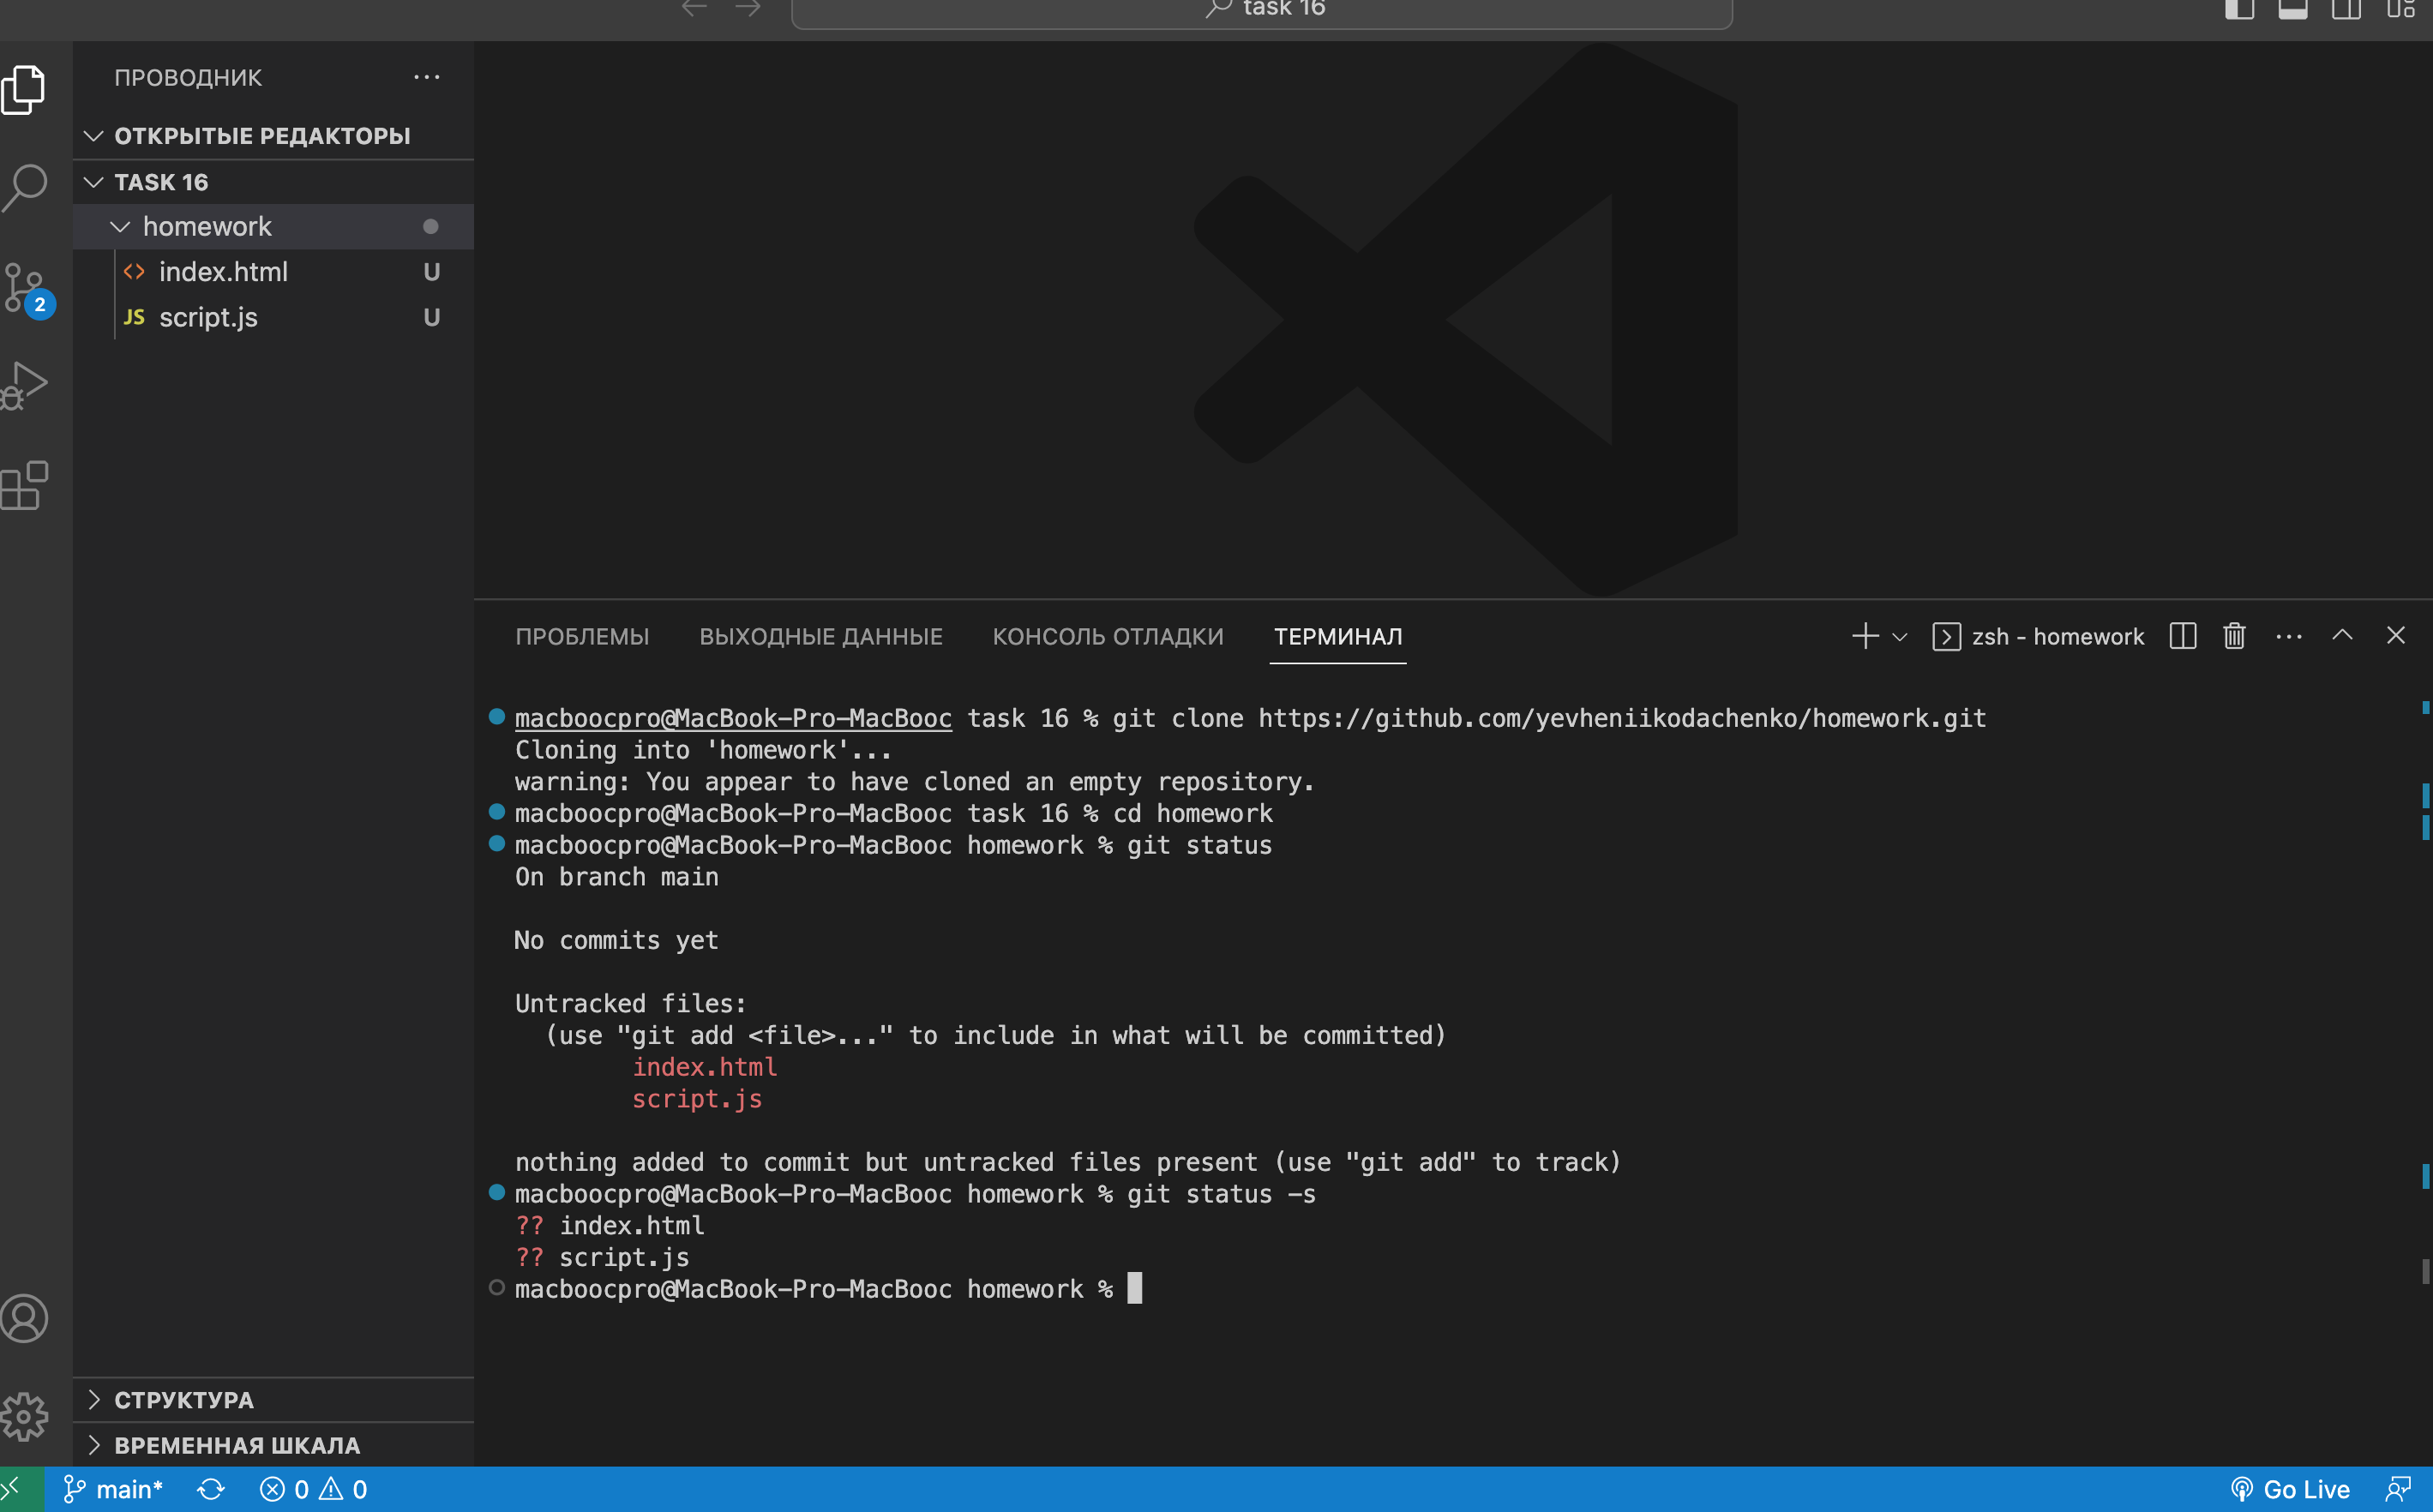 task 16
ПРОВОДНИК
ОТКРЫТЫЕ РЕДАКТОРЫ
TASK 16
homework
index.html U
JS script.js U
2
ПРОБЛЕМЫ ВЫХОДНЫЕ ДАННЫЕ КОНСОЛЬ ОТЛАДКИ ТЕРМИНАЛ zsh - homework
macboocpro@MacBook-Pro-MacBooc task 16 % git clone https://github.com/yevheniikodachenko/homework.git
Cloning into 'homework'...
warning: You appear to have cloned an empty repository.
macboocpro@MacBook-Pro-MacBooc task 16 % cd homework
macboocpro@MacBook-Pro-MacBooc homework % git status
On branch main
No commits yet
Untracked files:
(use "git add <file>..." to include in what will be committed)
index.html
script.js
nothing added to commit but untracked files present (use "git add" to track)
macboocpro@MacBook-Pro-MacBooc homework % git status -s
?? index.html
?? script.js
macboocpro@MacBook-Pro-MacBooc homework %
СТРУКТУРА
ВРЕМЕННАЯ ШКАЛА
main* 0 0 Go Live